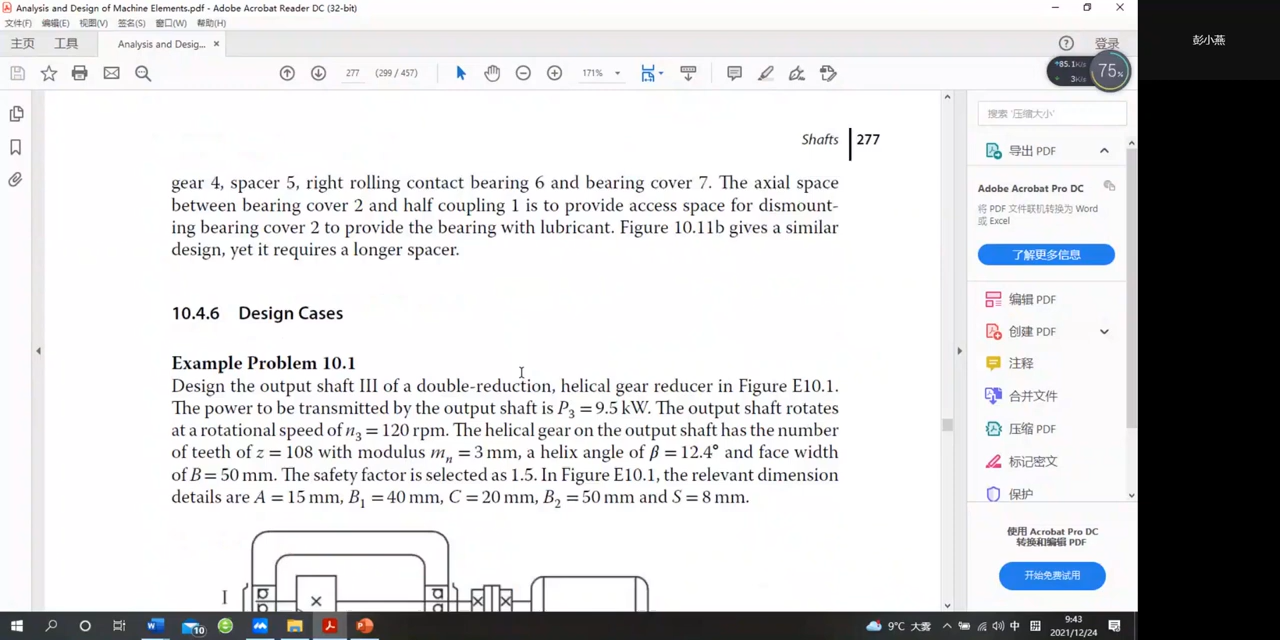 Analysis and Design of Machine Elements.pdf - Adobe Acrobat Reader DC (32-bit)
文件(F) 编辑(E) 视图(V) 签名(S) 窗口(W) 帮助(H)
主页 工具 Analysis and Desig... × 登录
277 (299 / 457) 171%
85.1K/s
3K/s
75%
彭小燕
Shafts 277
gear 4, spacer 5, right rolling contact bearing 6 and bearing cover 7. The axial space
between bearing cover 2 and half coupling 1 is to provide access space for dismount-
ing bearing cover 2 to provide the bearing with lubricant. Figure 10.11b gives a similar
design, yet it requires a longer spacer.
10.4.6 Design Cases
Example Problem 10.1
Design the output shaft III of a double-reduction, helical gear reducer in Figure E10.1.
The power to be transmitted by the output shaft is P₃ = 9.5 kW. The output shaft rotates
at a rotational speed of n₃ = 120 rpm. The helical gear on the output shaft has the number
of teeth of z = 108 with modulus mₙ = 3 mm, a helix angle of β = 12.4° and face width
of B = 50 mm. The safety factor is selected as 1.5. In Figure E10.1, the relevant dimension
details are A = 15 mm, B₁ = 40 mm, C = 20 mm, B₂ = 50 mm and S = 8 mm.
I
搜索 '压缩大小'
导出 PDF
Adobe Acrobat Pro DC
将 PDF 文件联机转换为 Word
或 Excel
了解更多信息
编辑 PDF
创建 PDF
注释
合并文件
压缩 PDF
标记密文
保护
使用 Acrobat Pro DC
转换和编辑 PDF
开始免费试用
10
9°C 大雾
中
9:43
2021/12/24